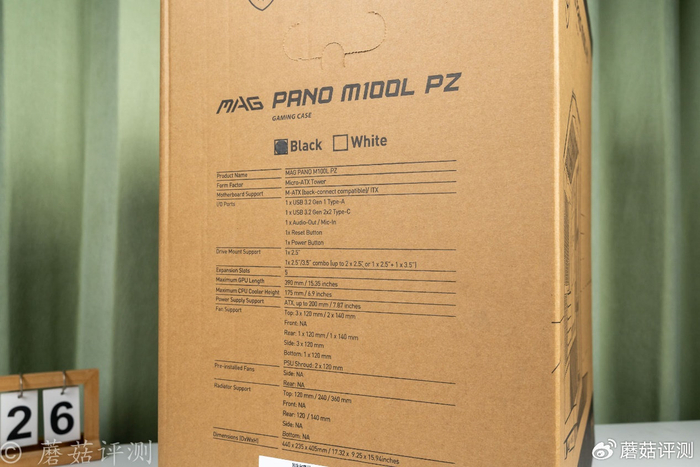 MAG PANO M100L PZ
GAMING CASE
Black White
Product Name MAG PANO M100L PZ
Form Factor Micro-ATX Tower
Motherboard Support M-ATX (back-connect compatible)/ ITX
I/O Ports 1 x USB 3.2 Gen 1 Type-A
1 x USB 3.2 Gen 2x2 Type-C
1 x Audio-Out / Mic-In
1x Reset Button
1x Power Button
Drive Mount Support 1x 2.5"
1x 2.5"/3.5" combo (up to 2 x 2.5", or 1 x 2.5" + 1 x 3.5")
Expansion Slots 5
Maximum GPU Length 390 mm / 15.35 inches
Maximum CPU Cooler Height 175 mm / 6.9 inches
Power Supply Support ATX, up to 200 mm / 7.87 inches
Fan Support Top: 3 x 120 mm / 2 x 140 mm
Front: NA
Rear: 1 x 120 mm / 1 x 140 mm
Side: 3 x 120 mm
Bottom: 1 x 120 mm
PSU Shroud: 2 x 120 mm
Pre-installed Fans Side: NA
Rear: NA
Radiator Support Top: 120 mm / 240 / 360 mm
Front: NA
Rear: 120 / 140 mm
Side: NA
Bottom: NA
Dimensions (DxWxH) 440 x 235 x 405mm / 17.32 x 9.25 x 15.94inches
26
© 蘑菇评测
蘑菇评测